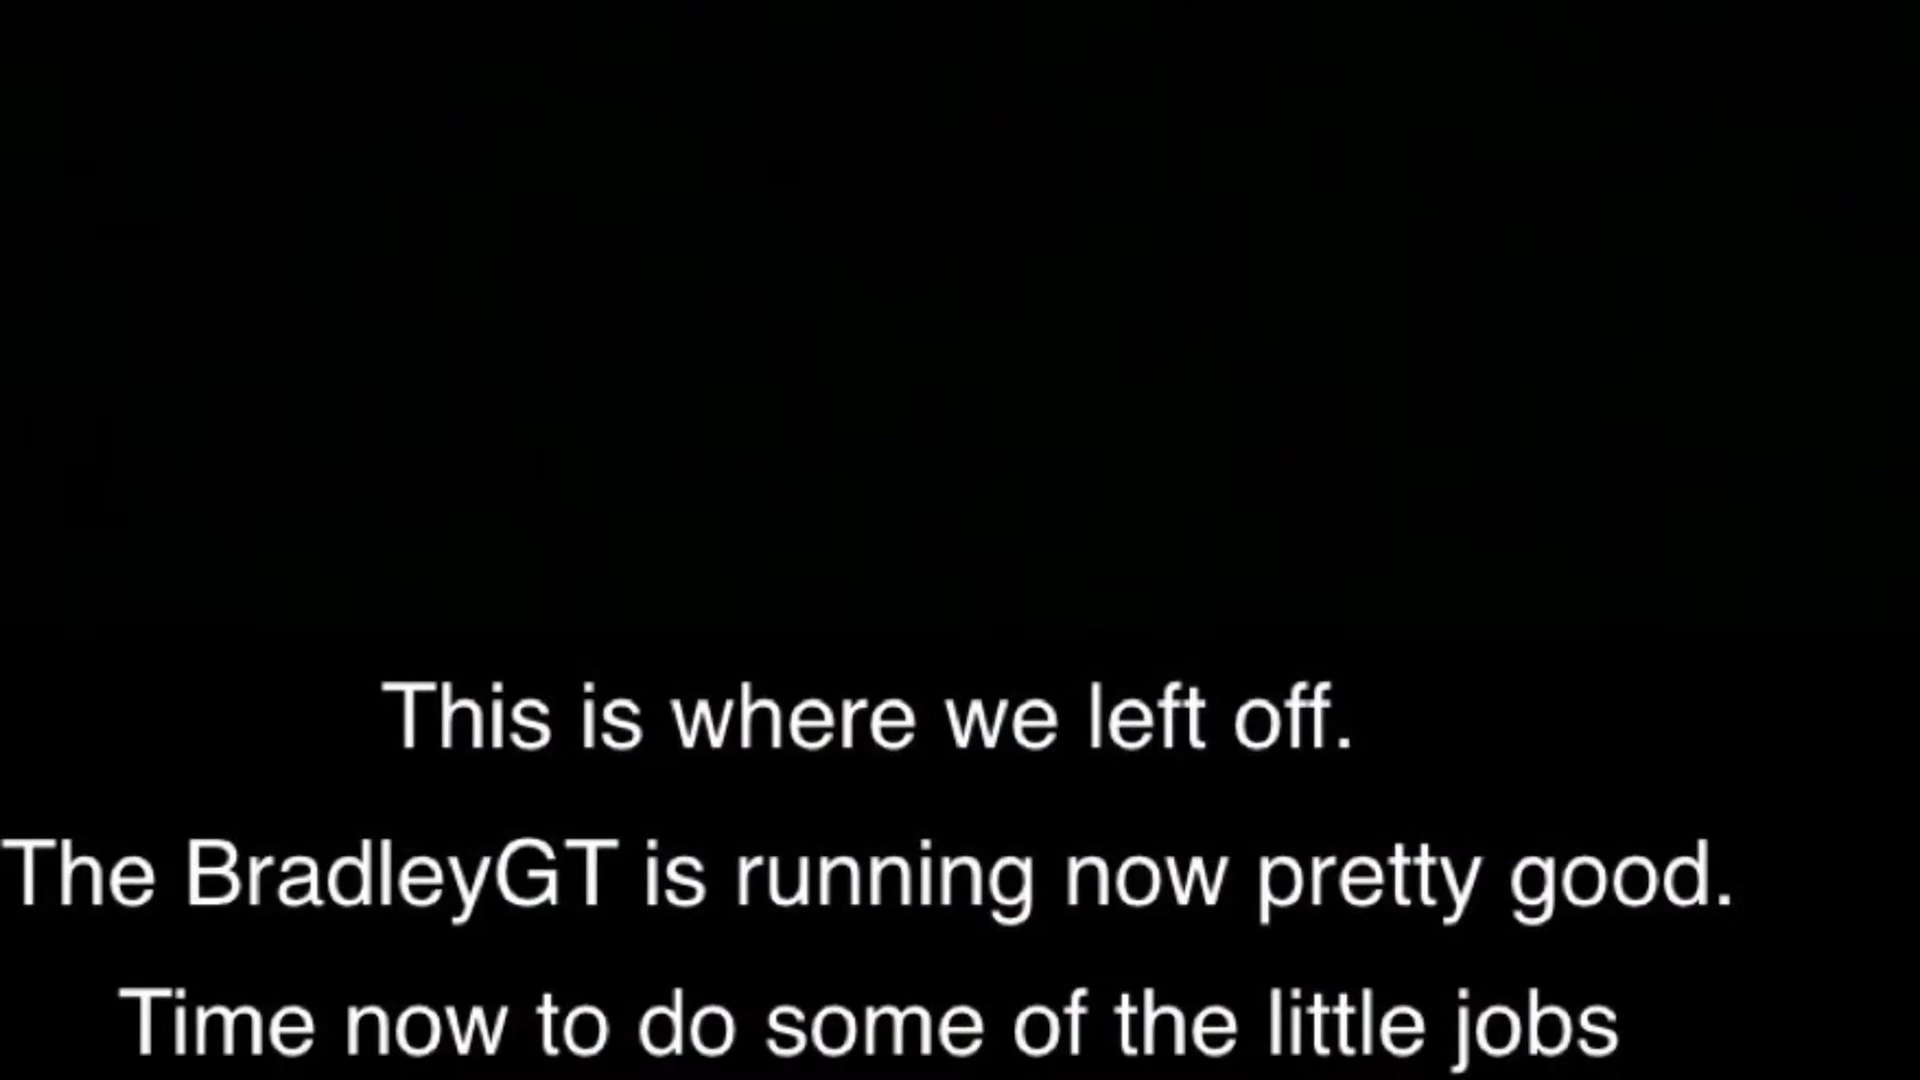 This is where we left off.
The BradleyGT is running now pretty good.
Time now to do some of the little jobs